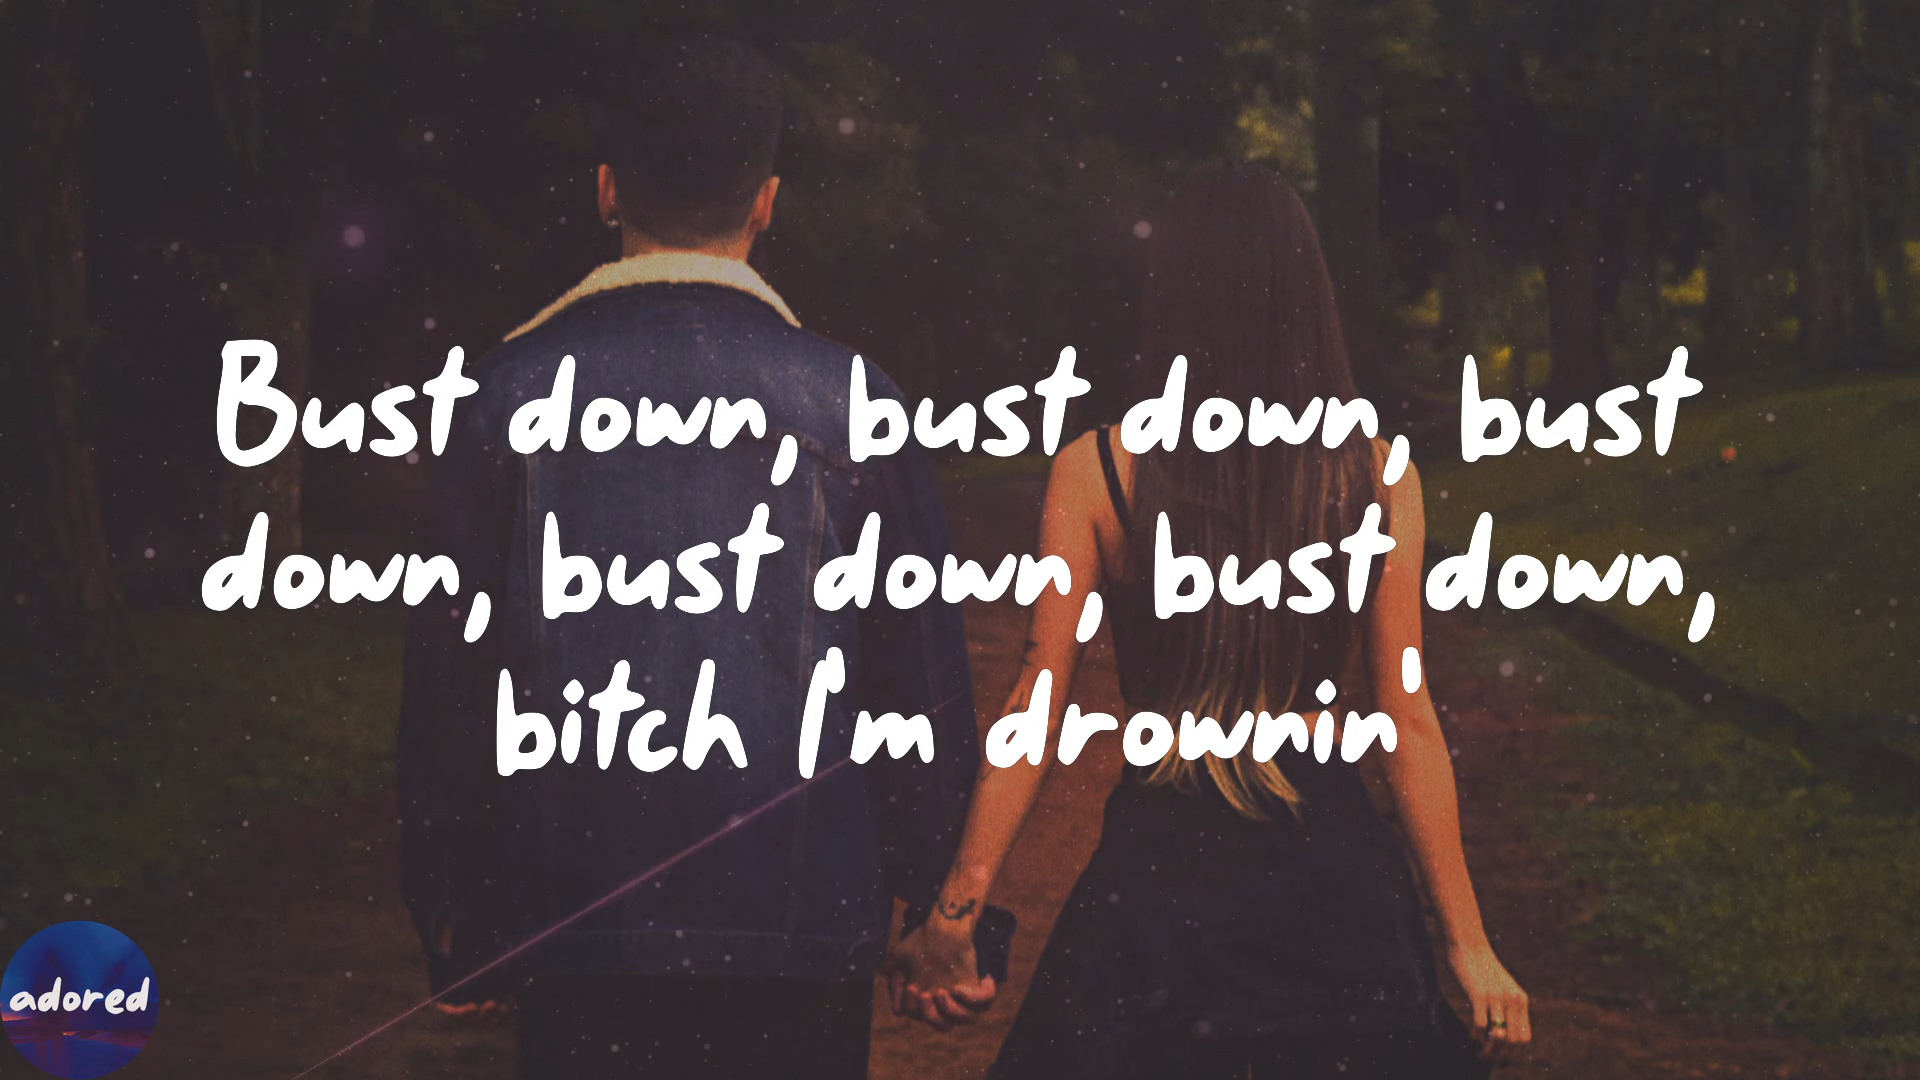 Bust down, bust down, bust
down, bust down, bust down,
bitch I'm drownin'
adored